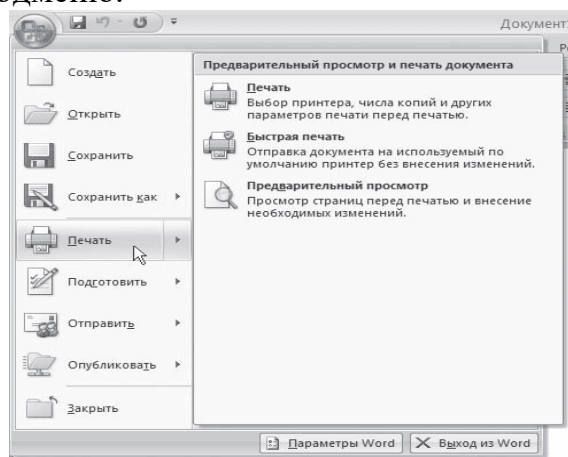 Документ
Создать
Открыть
Сохранить
Сохранить как
Печать
Подготовить
Отправить
Опубликовать
Закрыть
Предварительный просмотр и печать документа
Печать
Выбор принтера, числа копий и других
параметров печати перед печатью.
Быстрая печать
Отправка документа на используемый по
умолчанию принтер без внесения изменений.
Предварительный просмотр
Просмотр страниц перед печатью и внесение
необходимых изменений.
Параметры Word
Выход из Word